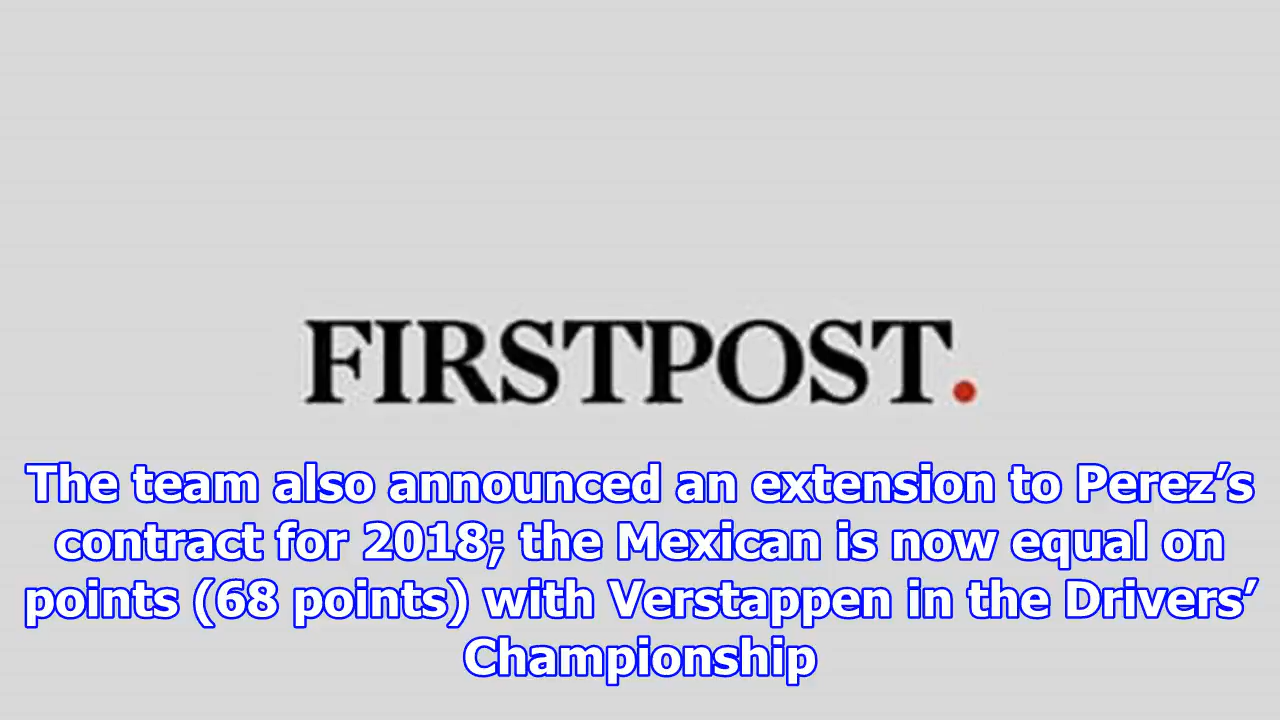 FIRSTPOST.
The team also announced an extension to Perez’s
contract for 2018; the Mexican is now equal on
points (68 points) with Verstappen in the Drivers’
Championship